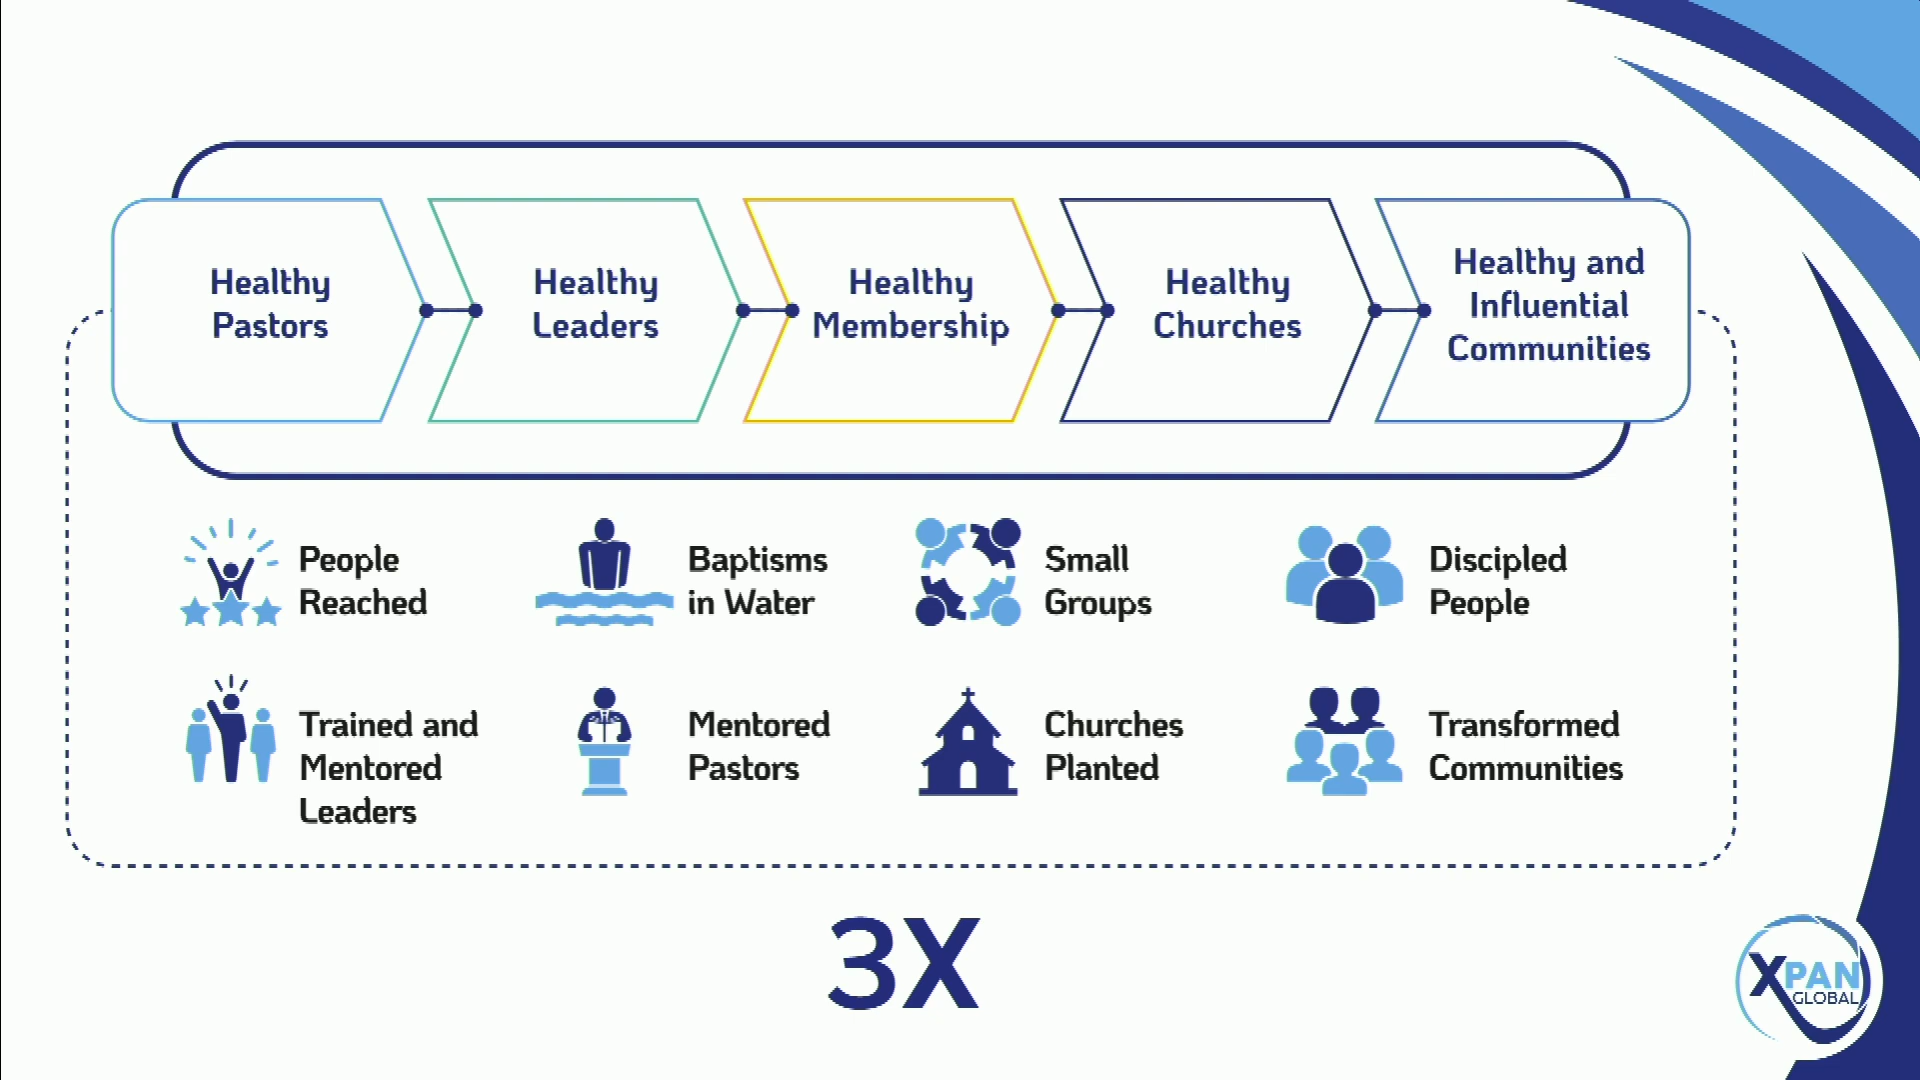 Healthy
Pastors
Healthy
Leaders
Healthy
Membership
Healthy
Churches
Healthy and
Influential
Communities
People
Reached
Baptisms
in Water
Small
Groups
Discipled
People
Trained and
Mentored
Leaders
Mentored
Pastors
Churches
Planted
Transformed
Communities
3X
XPAN
GLOBAL